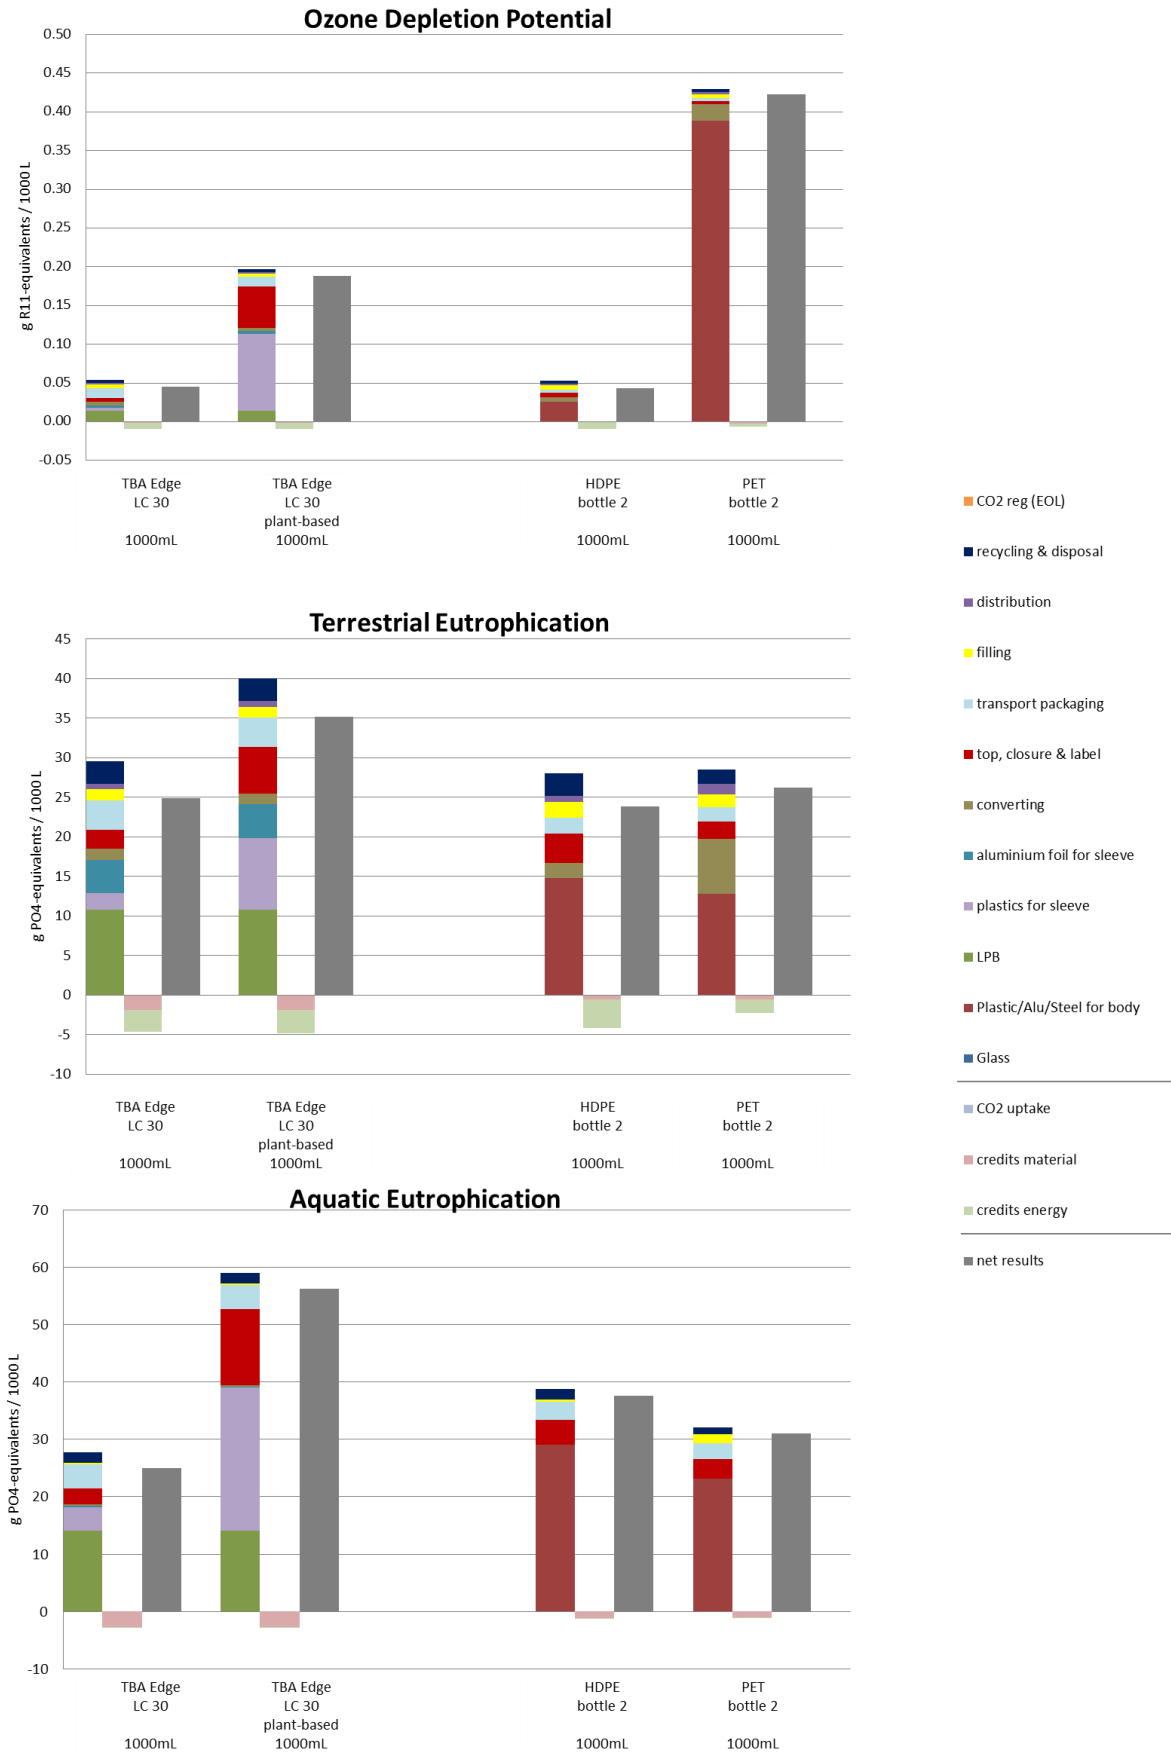 Ozone Depletion Potential
g R11-equivalents / 1000 L
0.50
0.45
0.40
0.35
0.30
0.25
0.20
0.15
0.10
0.05
0.00
-0.05
TBA Edge
LC 30
1000mL
TBA Edge
LC 30
plant-based
1000mL
HDPE
bottle 2
1000mL
PET
bottle 2
1000mL
Terrestrial Eutrophication
g PO4-equivalents / 1000 L
45
40
35
30
25
20
15
10
5
0
-5
-10
TBA Edge
LC 30
1000mL
TBA Edge
LC 30
plant-based
1000mL
HDPE
bottle 2
1000mL
PET
bottle 2
1000mL
Aquatic Eutrophication
g PO4-equivalents / 1000 L
70
60
50
40
30
20
10
0
-10
TBA Edge
LC 30
1000mL
TBA Edge
LC 30
plant-based
1000mL
HDPE
bottle 2
1000mL
PET
bottle 2
1000mL
CO2 reg (EOL)
recycling & disposal
distribution
filling
transport packaging
top, closure & label
converting
aluminium foil for sleeve
plastics for sleeve
LPB
Plastic/Alu/Steel for body
Glass
CO2 uptake
credits material
credits energy
net results